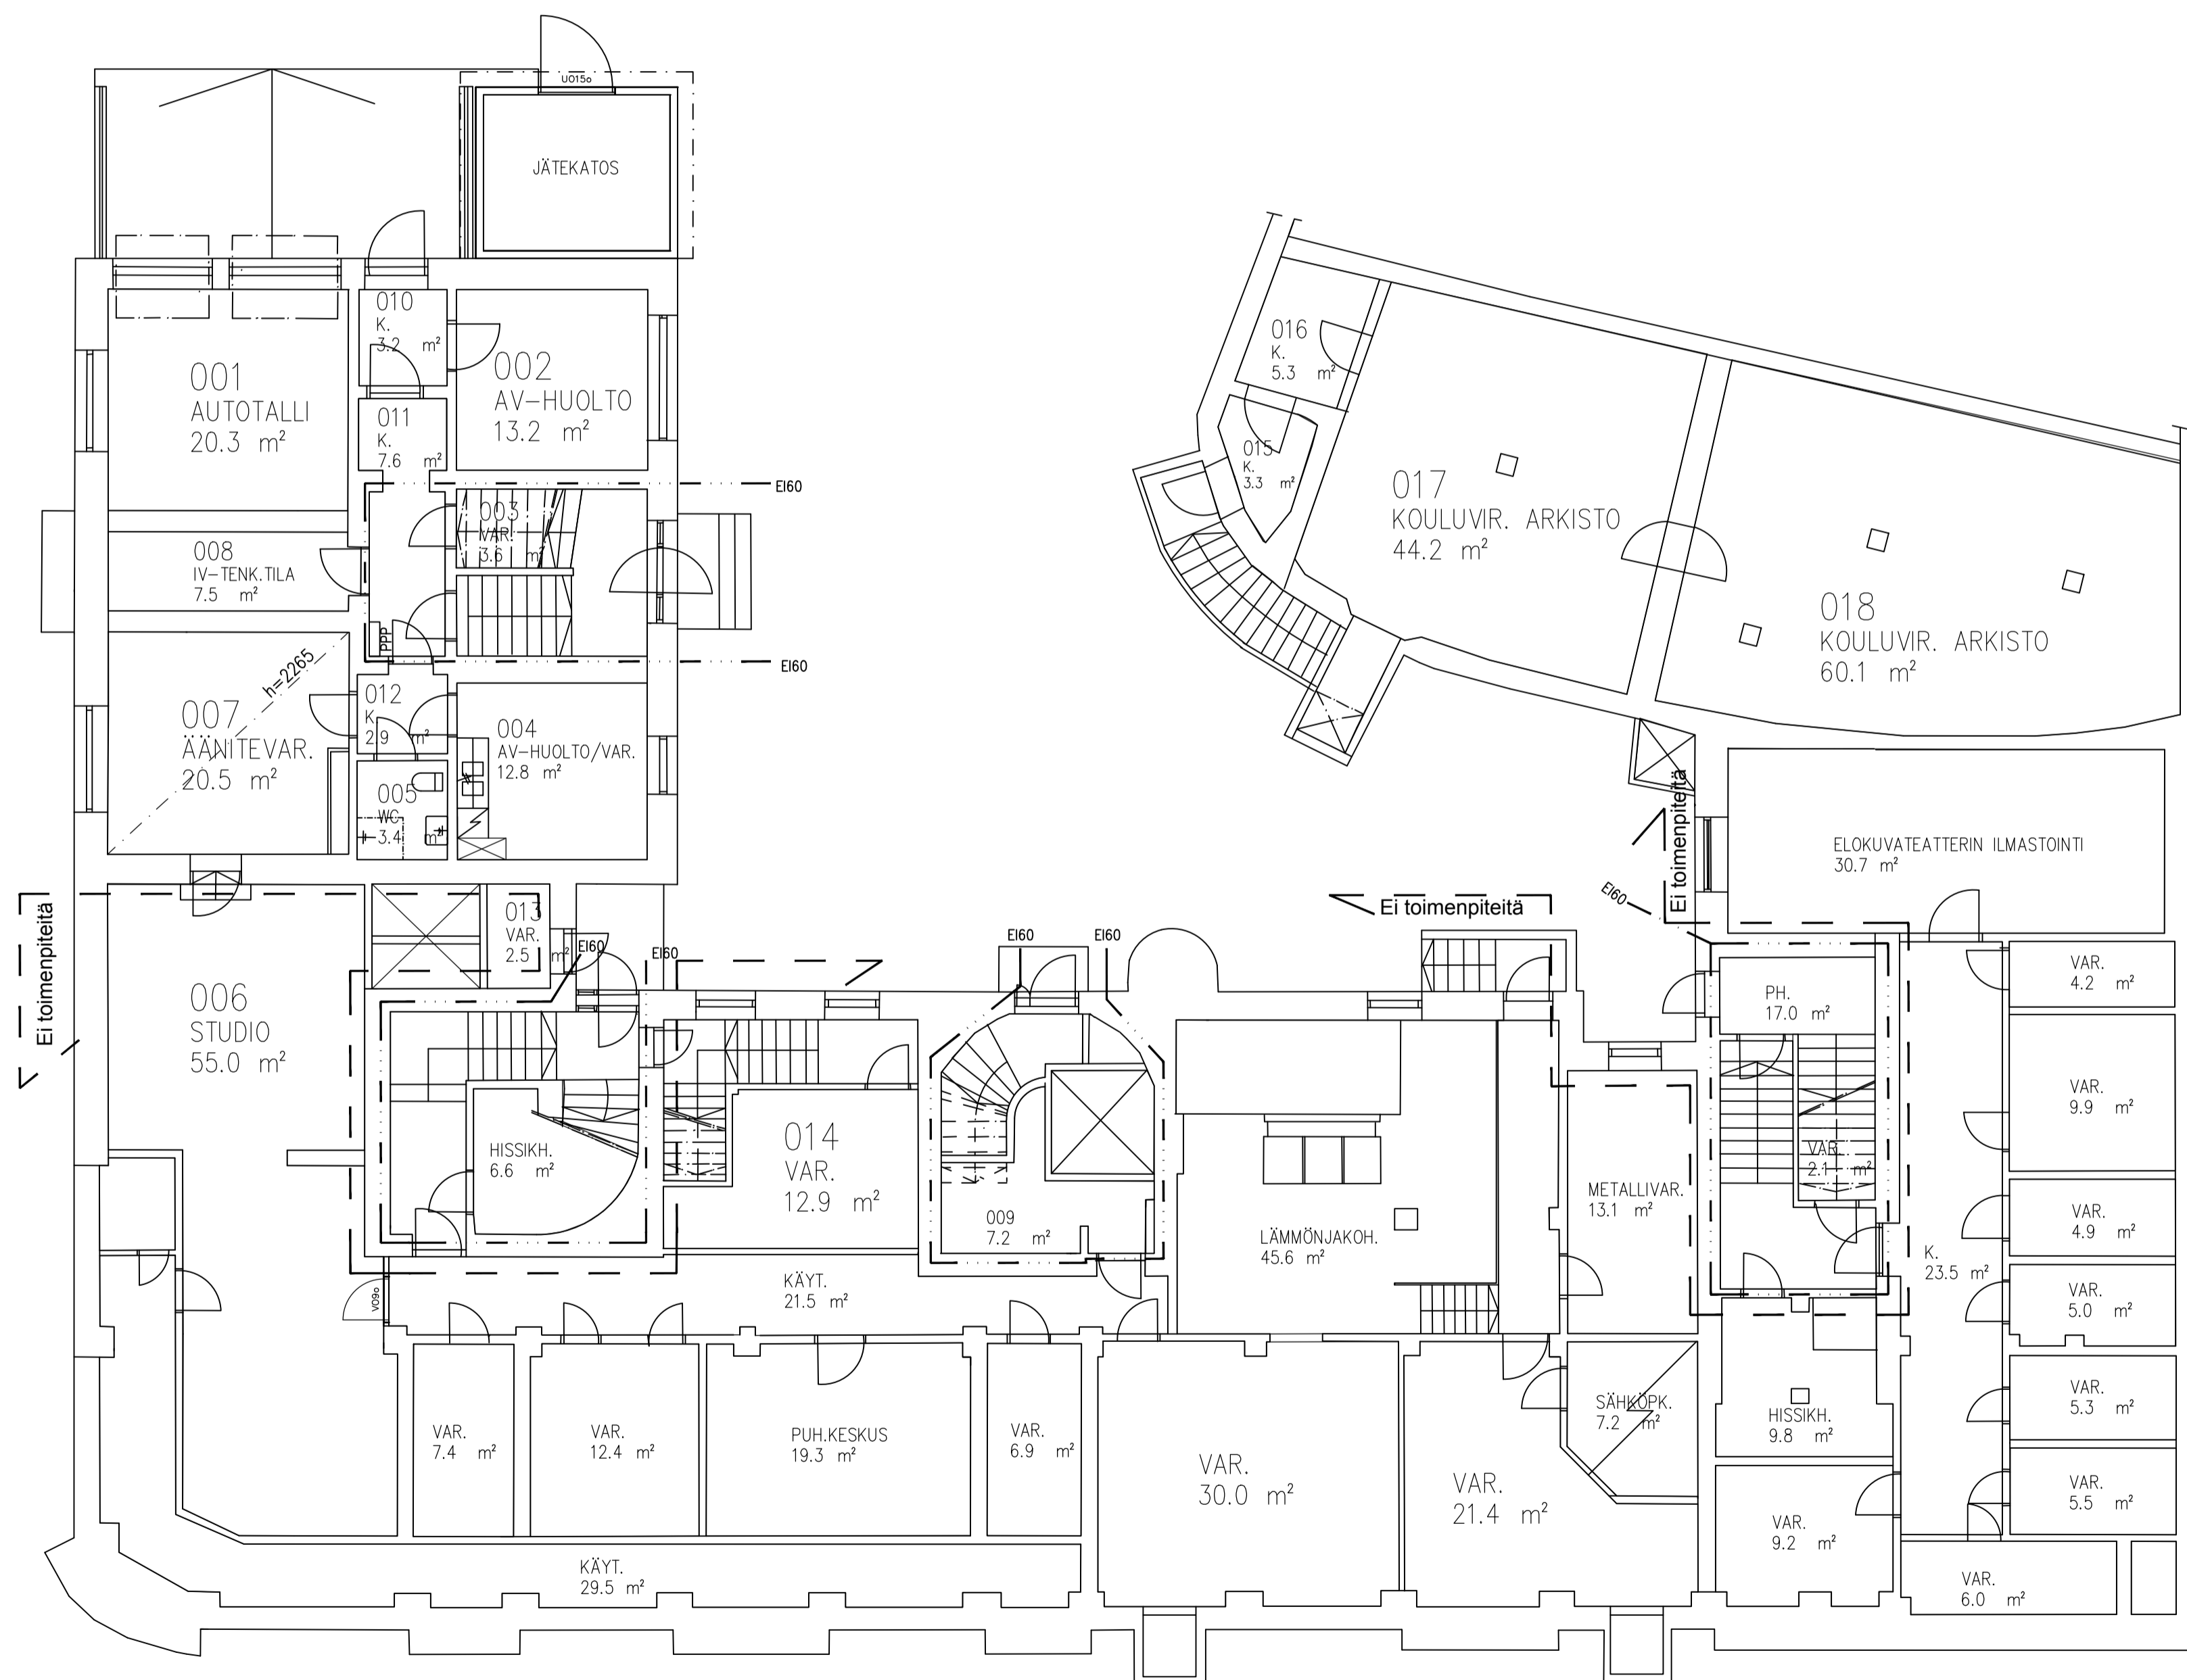 U015o
JÄTEKATOS
010
K.
3.2 m²
001
AUTOTALLI
20.3 m²
002
AV-HUOLTO
13.2 m²
011
K.
7.6 m²
EI60
003
VAR.
3.6 m²
008
IV-TENK.TILA
7.5 m²
PPP
EI60
h=2265
007
ÄÄNITEVAR.
20.5 m²
012
K.
2.9 m²
004
AV-HUOLTO/VAR.
12.8 m²
005
WC
3.4 m²
016
K.
5.3 m²
015
K.
3.3 m²
017
KOULUVIR. ARKISTO
44.2 m²
018
KOULUVIR. ARKISTO
60.1 m²
Ei toimenpiteitä
ELOKUVATEATTERIN ILMASTOINTI
30.7 m²
EI60
Ei toimenpiteitä
Ei toimenpiteitä
013
VAR.
2.5 m²
EI60
EI60
EI60
EI60
006
STUDIO
55.0 m²
HISSIKH.
6.6 m²
014
VAR.
12.9 m²
009
7.2 m²
LÄMMÖNJAKOH.
45.6 m²
METALLIVAR.
13.1 m²
PH.
17.0 m²
VAR.
2.1 m²
K.
23.5 m²
VAR.
4.2 m²
VAR.
9.9 m²
VAR.
4.9 m²
VAR.
5.0 m²
VAR.
5.3 m²
VAR.
5.5 m²
VAR.
6.0 m²
V09o
KÄYT.
21.5 m²
VAR.
7.4 m²
VAR.
12.4 m²
PUH.KESKUS
19.3 m²
VAR.
6.9 m²
VAR.
30.0 m²
VAR.
21.4 m²
SÄHKÖPK.
7.2 m²
HISSIKH.
9.8 m²
VAR.
9.2 m²
KÄYT.
29.5 m²